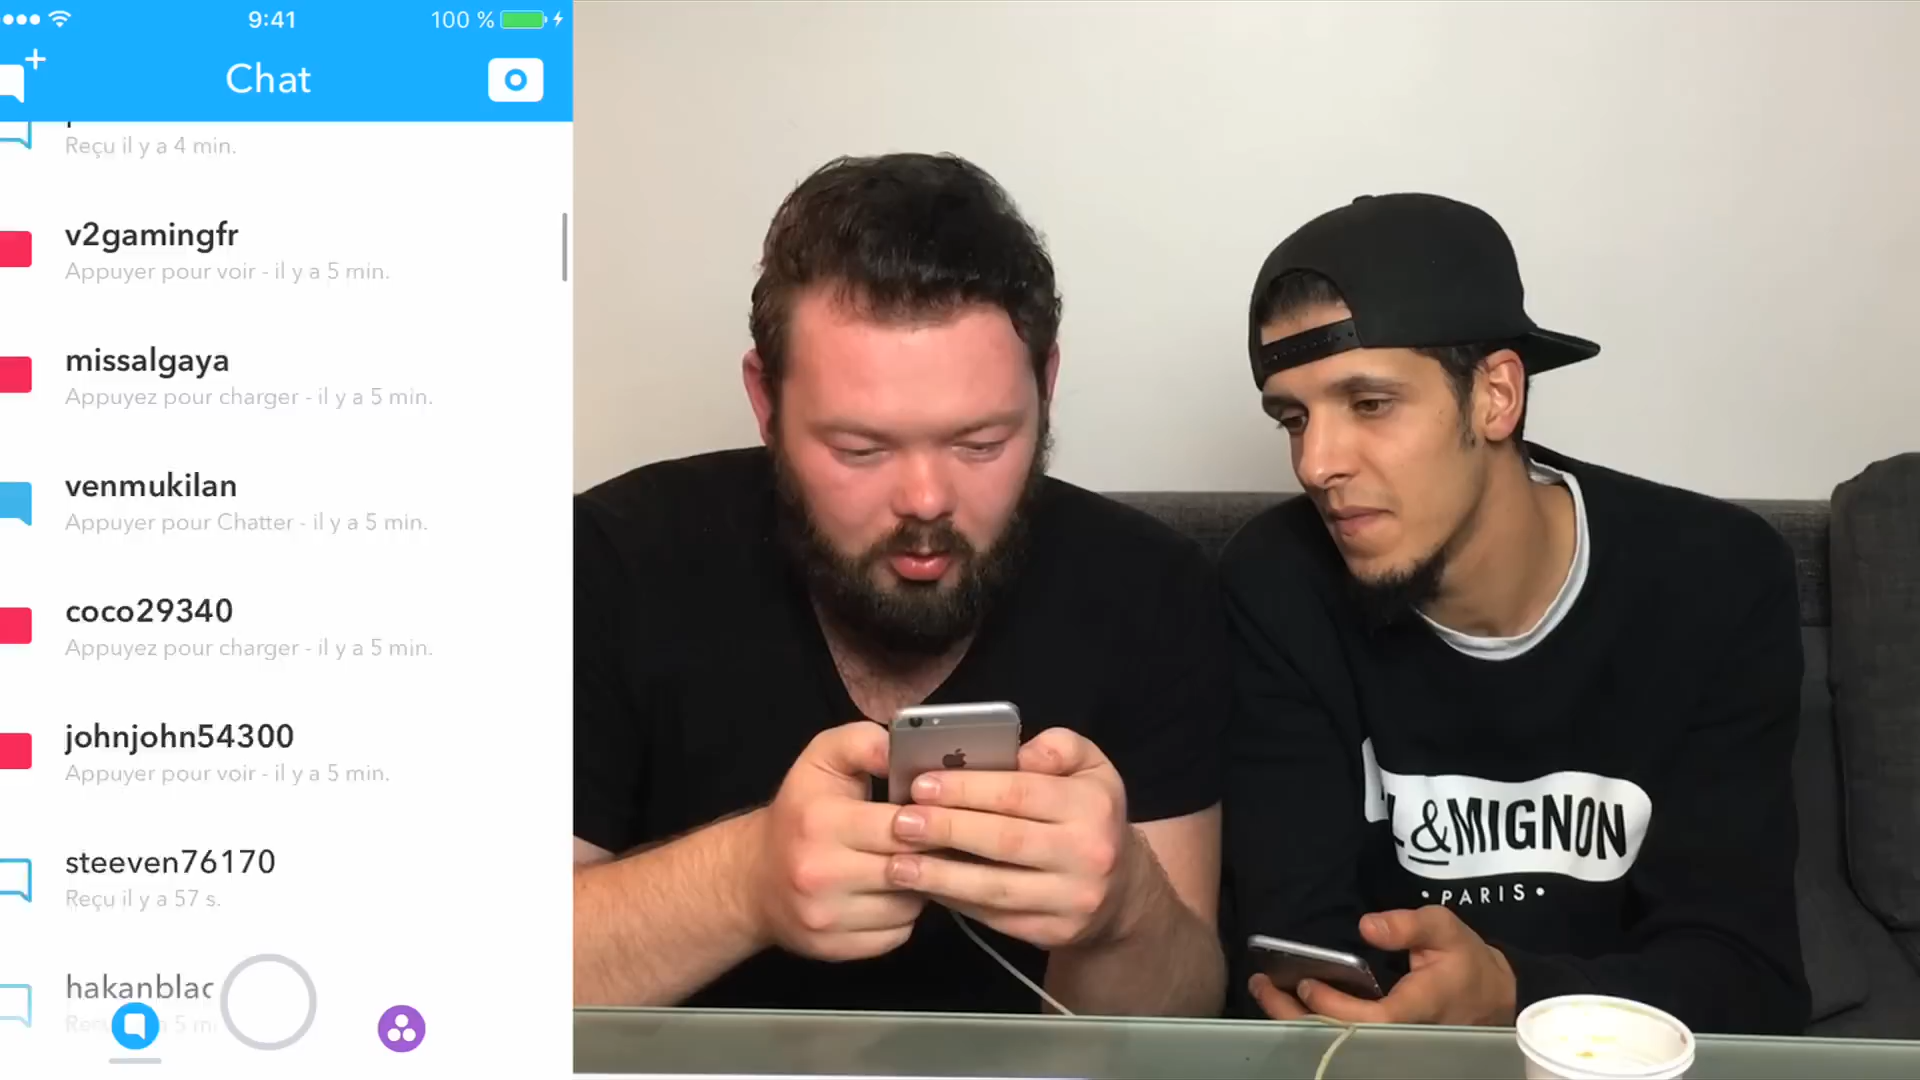 9:41
100 %
Chat
Reçu il y a 4 min.
v2gamingfr
Appuyer pour voir - il y a 5 min.
missalgaya
Appuyez pour charger - il y a 5 min.
venmukilan
Appuyer pour Chatter - il y a 5 min.
coco29340
Appuyez pour charger - il y a 5 min.
johnjohn54300
Appuyer pour voir - il y a 5 min.
steeven76170
Reçu il y a 57 s.
hakanblac
&MIGNON
•PARIS•